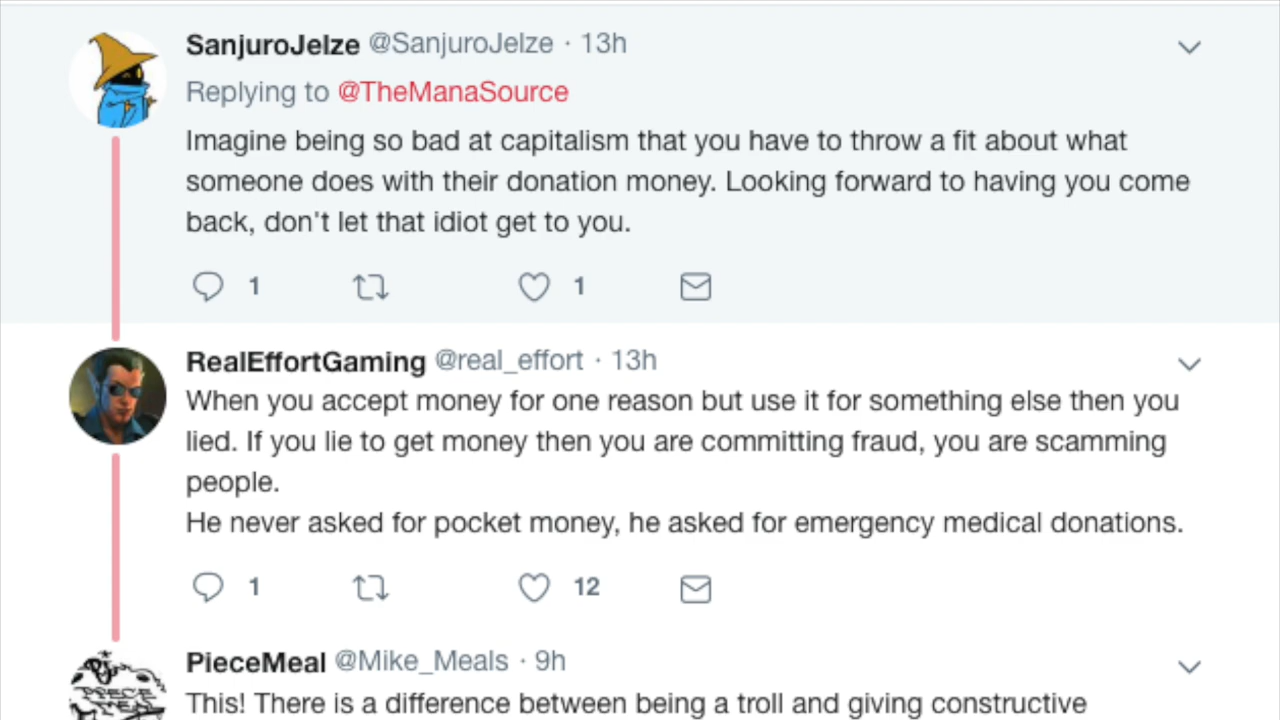 SanjuroJelze @SanjuroJelze · 13h
Replying to @TheManaSource
Imagine being so bad at capitalism that you have to throw a fit about what
someone does with their donation money. Looking forward to having you come
back, don't let that idiot get to you.
1 1
RealEffortGaming @real_effort · 13h
When you accept money for one reason but use it for something else then you
lied. If you lie to get money then you are committing fraud, you are scamming
people.
He never asked for pocket money, he asked for emergency medical donations.
1 12
PieceMeal @Mike_Meals · 9h
This! There is a difference between being a troll and giving constructive